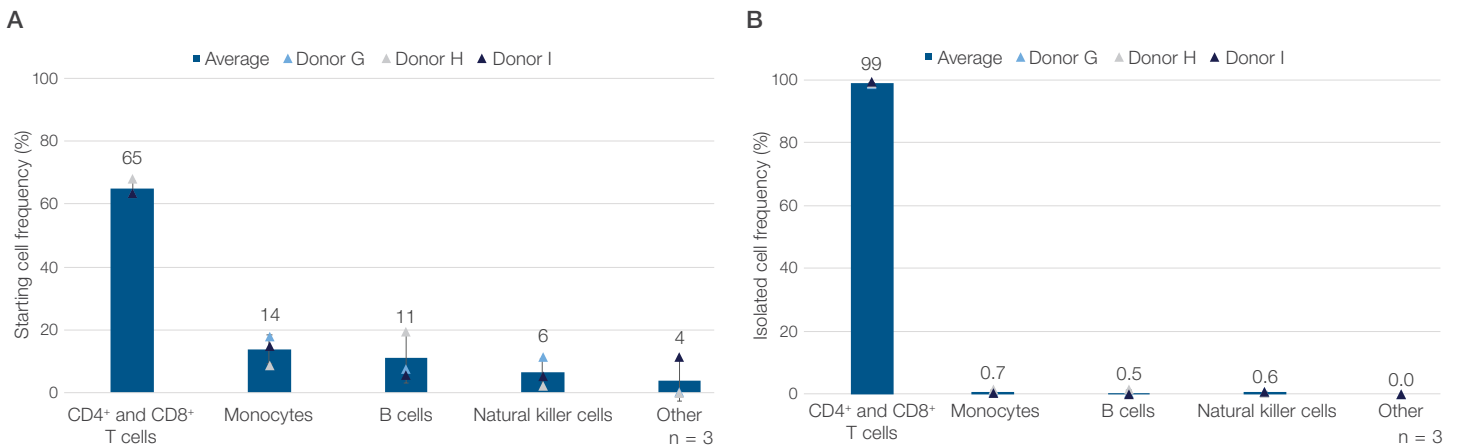 A
Average Donor G Donor H Donor I
Starting cell frequency (%)
100
80
60
40
20
0
65
14
11
6
4
CD4⁺ and CD8⁺
T cells
Monocytes
B cells
Natural killer cells
Other
n = 3
B
Average Donor G Donor H Donor I
Isolated cell frequency (%)
100
80
60
40
20
0
99
0.7
0.5
0.6
0.0
CD4⁺ and CD8⁺
T cells
Monocytes
B cells
Natural killer cells
Other
n = 3